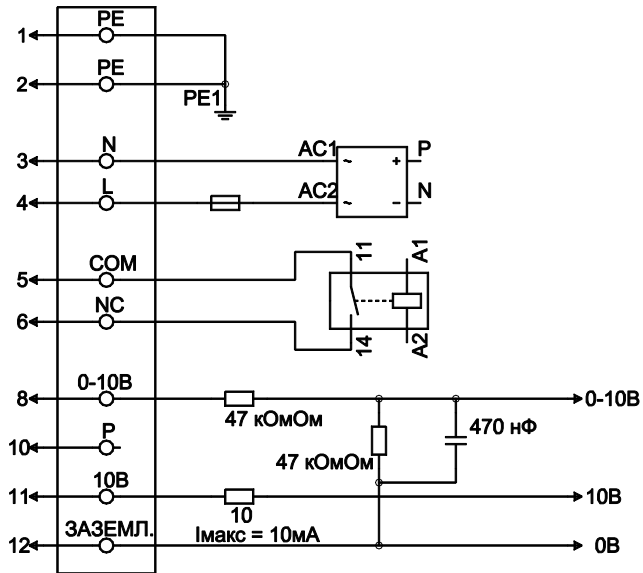 PE
1
PE
2
PE1
N
3
AC1
~
+
P
L
4
AC2
~
−
N
COM
5
11
A1
NC
6
14
A2
0-10В
8
47 кОмОм
0-10В
470 нФ
P
10
47 кОмОм
10В
11
10
10В
Iмакс = 10мА
ЗАЗЕМЛ.
12
0В